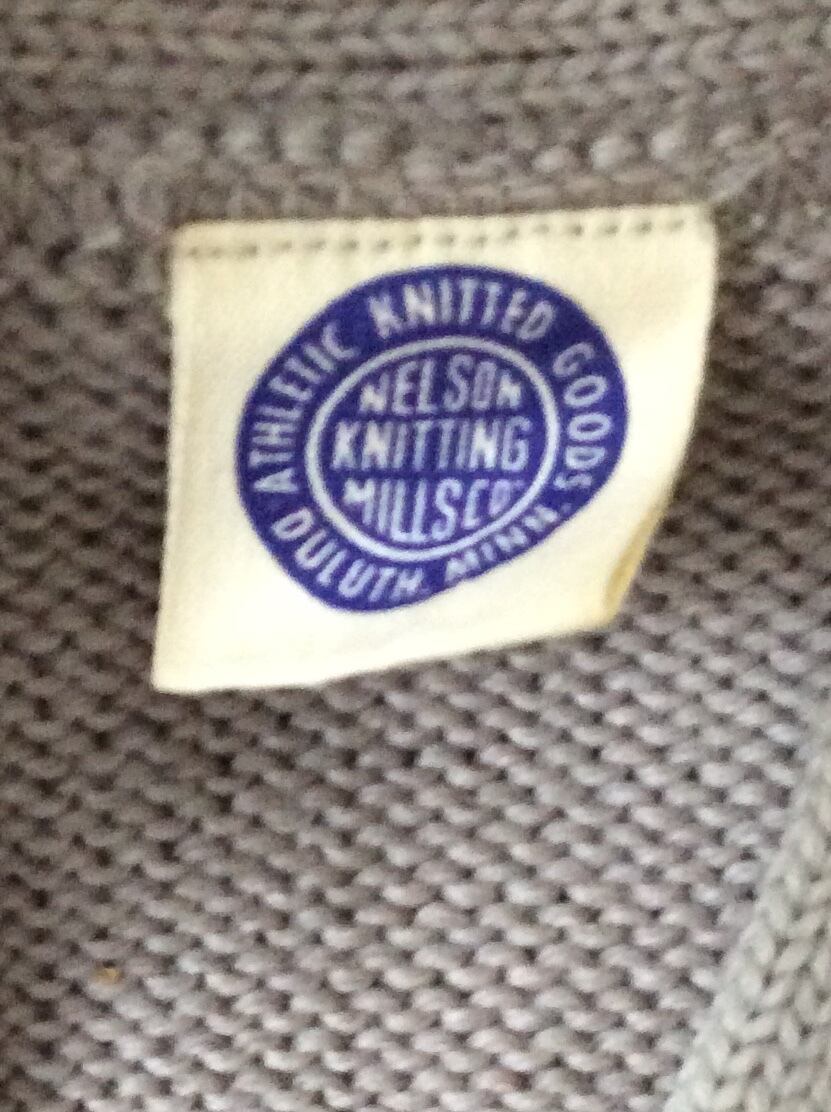 ATHLETIC KNITTED GOODS
NELSON
KNITTING
MILLS CO
DULUTH. MINN.